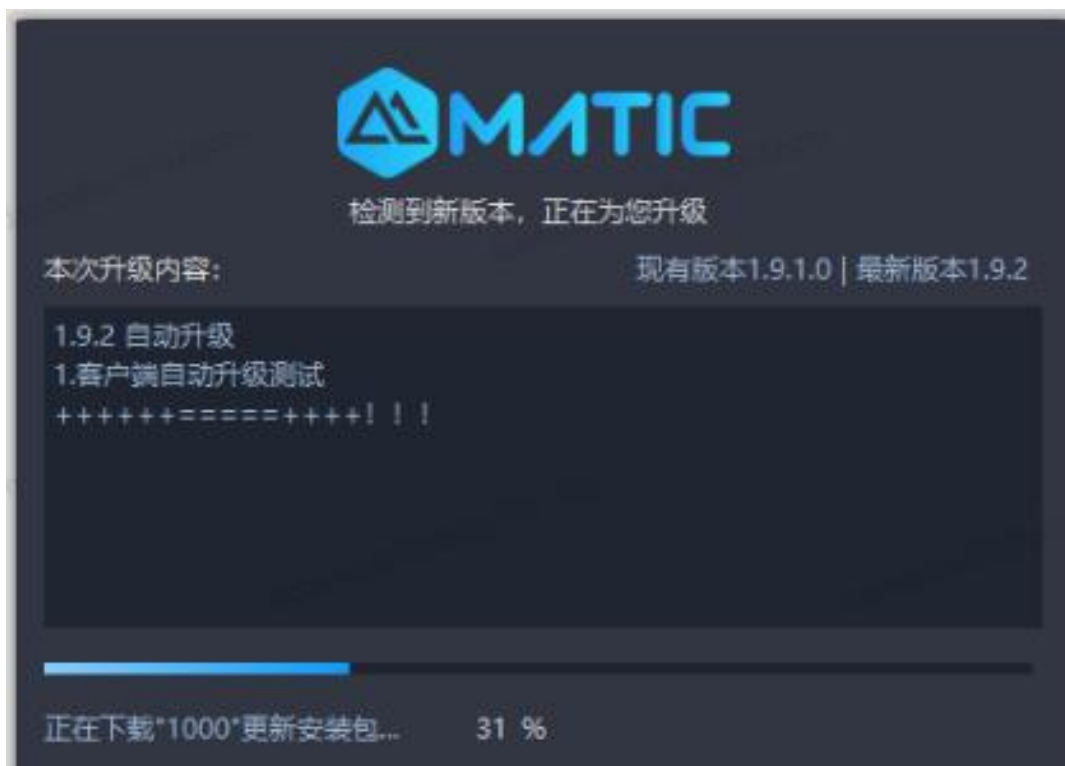 MATIC
检测到新版本，正在为您升级
本次升级内容：
现有版本1.9.1.0 | 最新版本1.9.2
1.9.2 自动升级
1.客户端自动升级测试
++++++=====++++！！！
正在下载"1000"更新安装包... 31 %